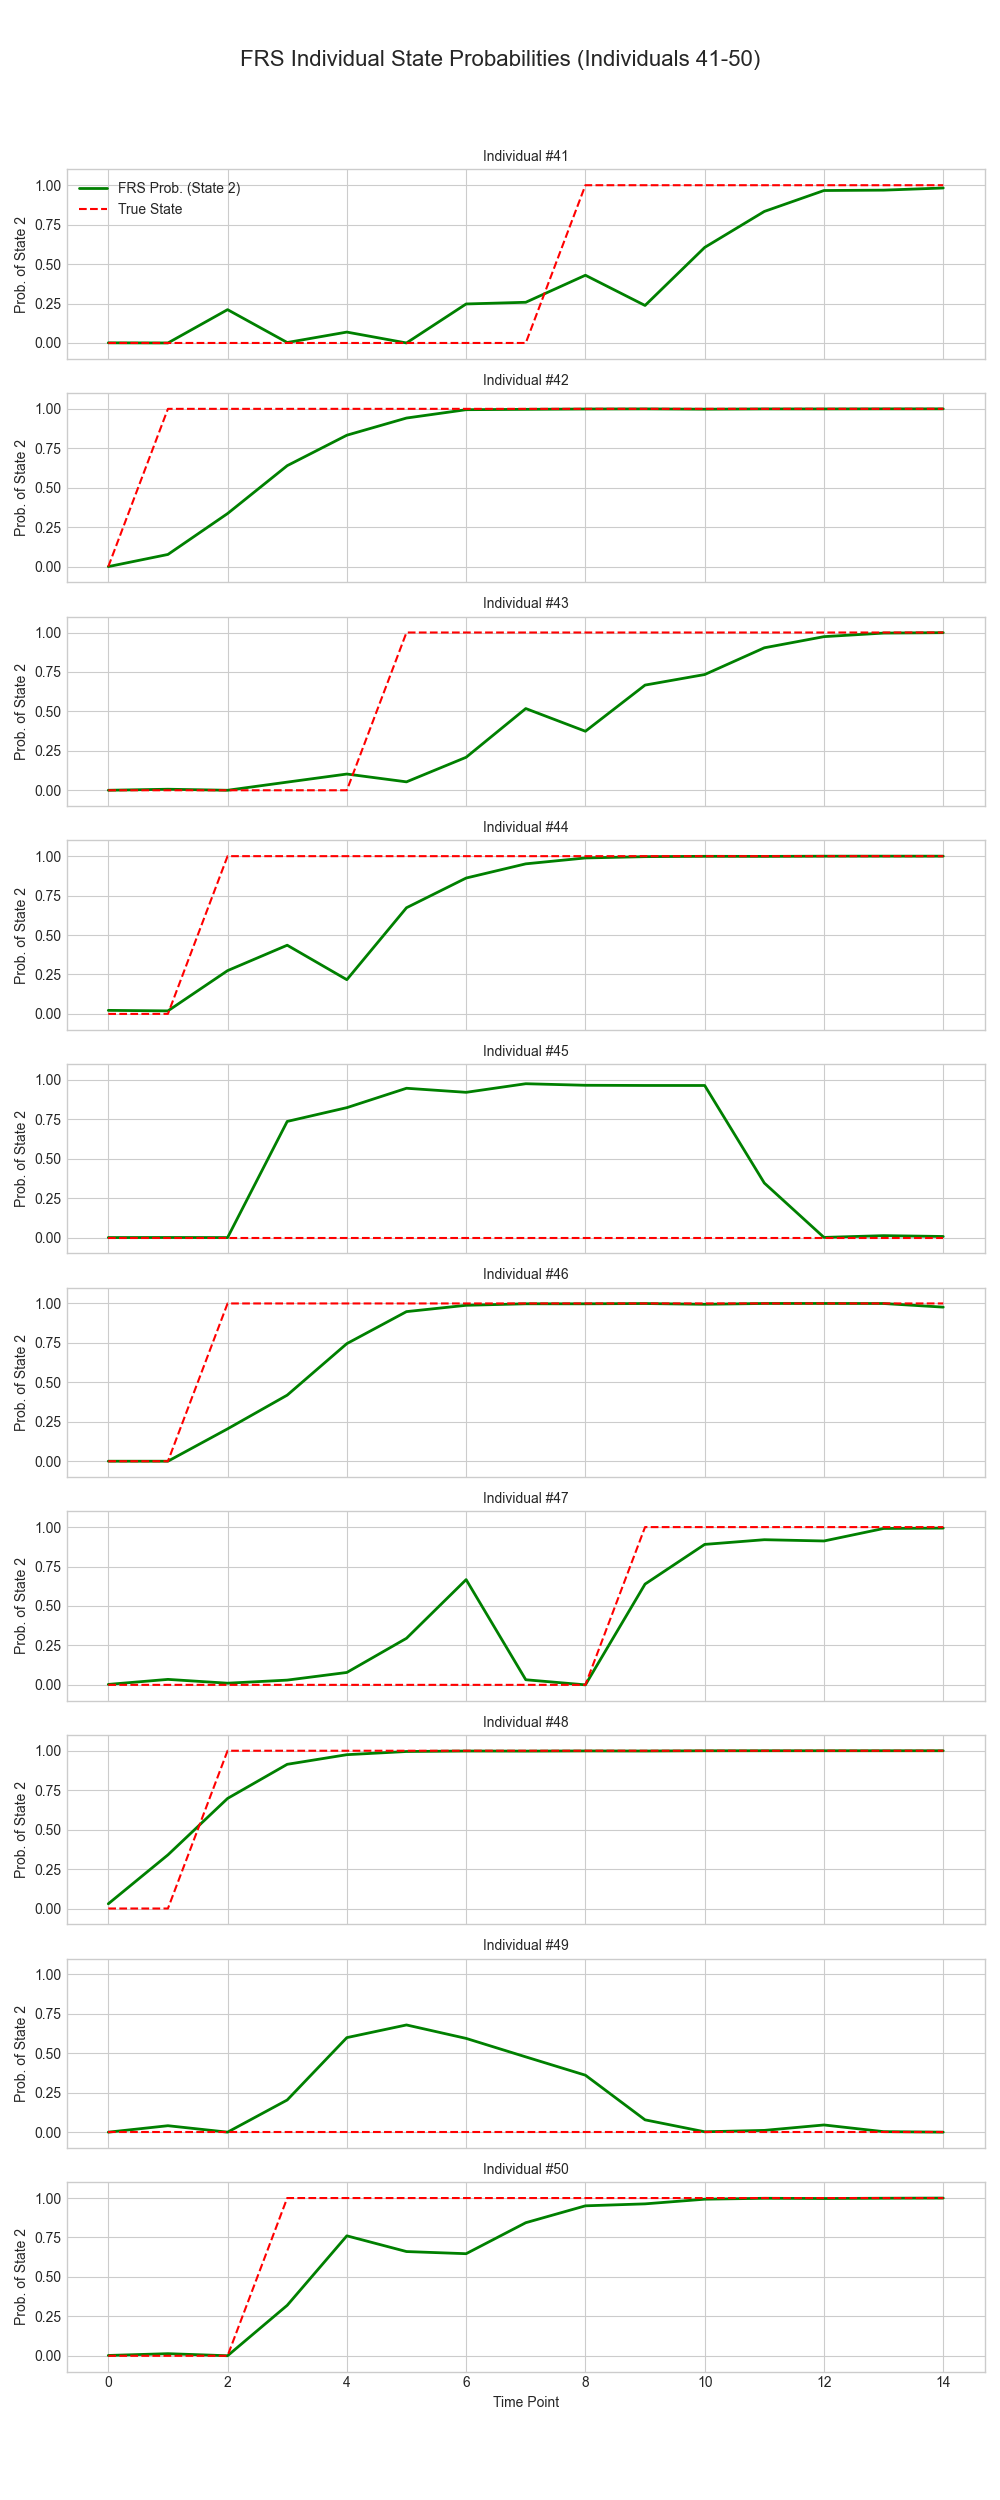 FRS Individual State Probabilities (Individuals 41-50)
Individual #41
FRS Prob. (State 2)
True State
1.00
0.75
0.50
0.25
0.00
Prob. of State 2
Individual #42
1.00
0.75
0.50
0.25
0.00
Prob. of State 2
Individual #43
1.00
0.75
0.50
0.25
0.00
Prob. of State 2
Individual #44
1.00
0.75
0.50
0.25
0.00
Prob. of State 2
Individual #45
1.00
0.75
0.50
0.25
0.00
Prob. of State 2
Individual #46
1.00
0.75
0.50
0.25
0.00
Prob. of State 2
Individual #47
1.00
0.75
0.50
0.25
0.00
Prob. of State 2
Individual #48
1.00
0.75
0.50
0.25
0.00
Prob. of State 2
Individual #49
1.00
0.75
0.50
0.25
0.00
Prob. of State 2
Individual #50
1.00
0.75
0.50
0.25
0.00
Prob. of State 2
0 2 4 6 8 10 12 14
Time Point